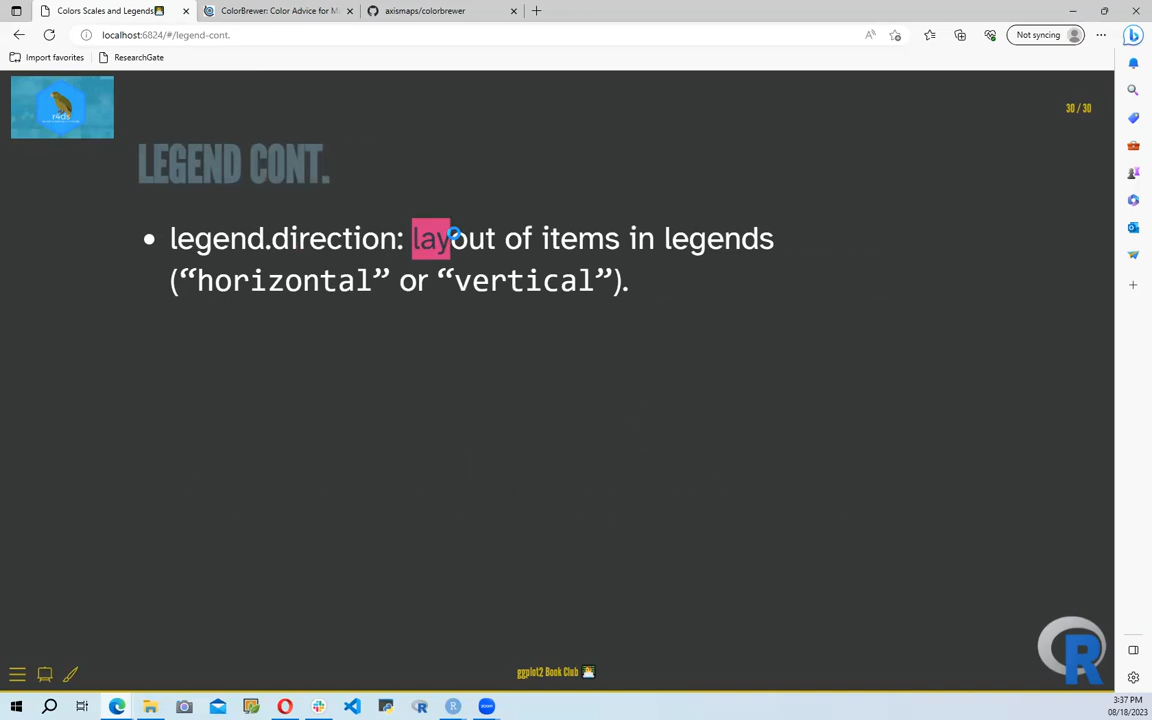 Colors Scales and Legends
ColorBrewer: Color Advice for M
axismaps/colorbrewer
localhost:6824/#/legend-cont.
Not syncing
Import favorites
ResearchGate
r4ds
30 / 30
LEGEND CONT.
• legend.direction: layout of items in legends
(“horizontal” or “vertical”).
ggplot2 Book Club
R
3:37 PM
08/18/2023